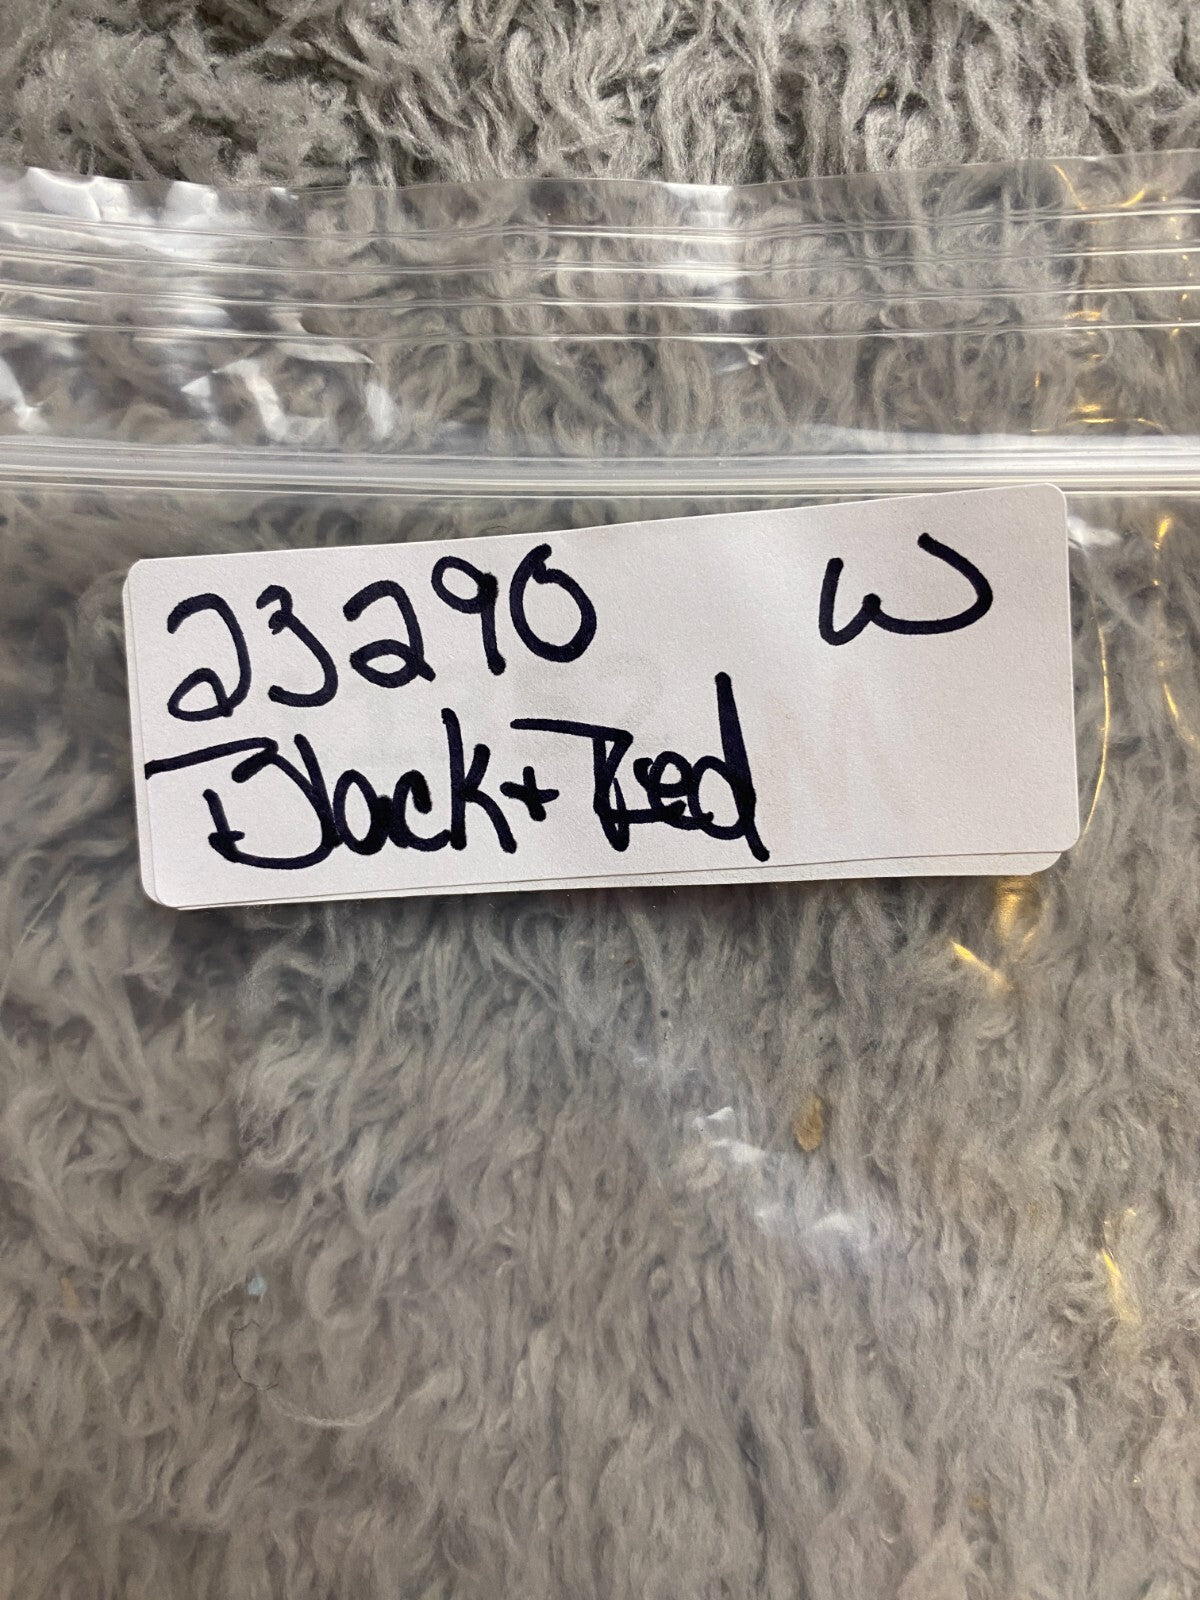 23290 W
Black + Red